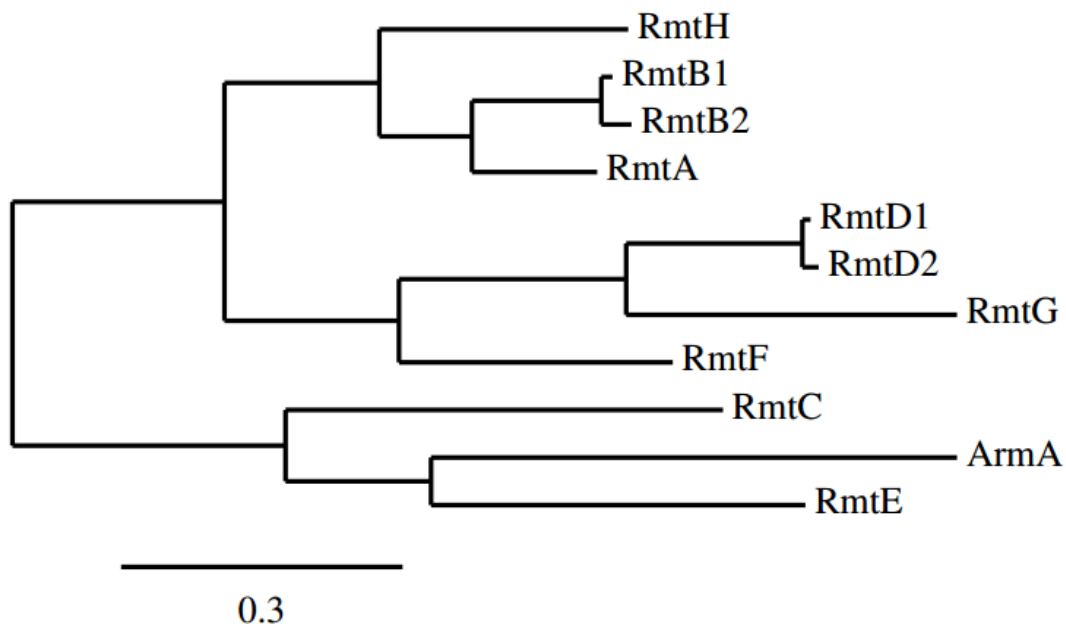 RmtH
RmtB1
RmtB2
RmtA
RmtD1
RmtD2
RmtG
RmtF
RmtC
ArmA
RmtE
0.3